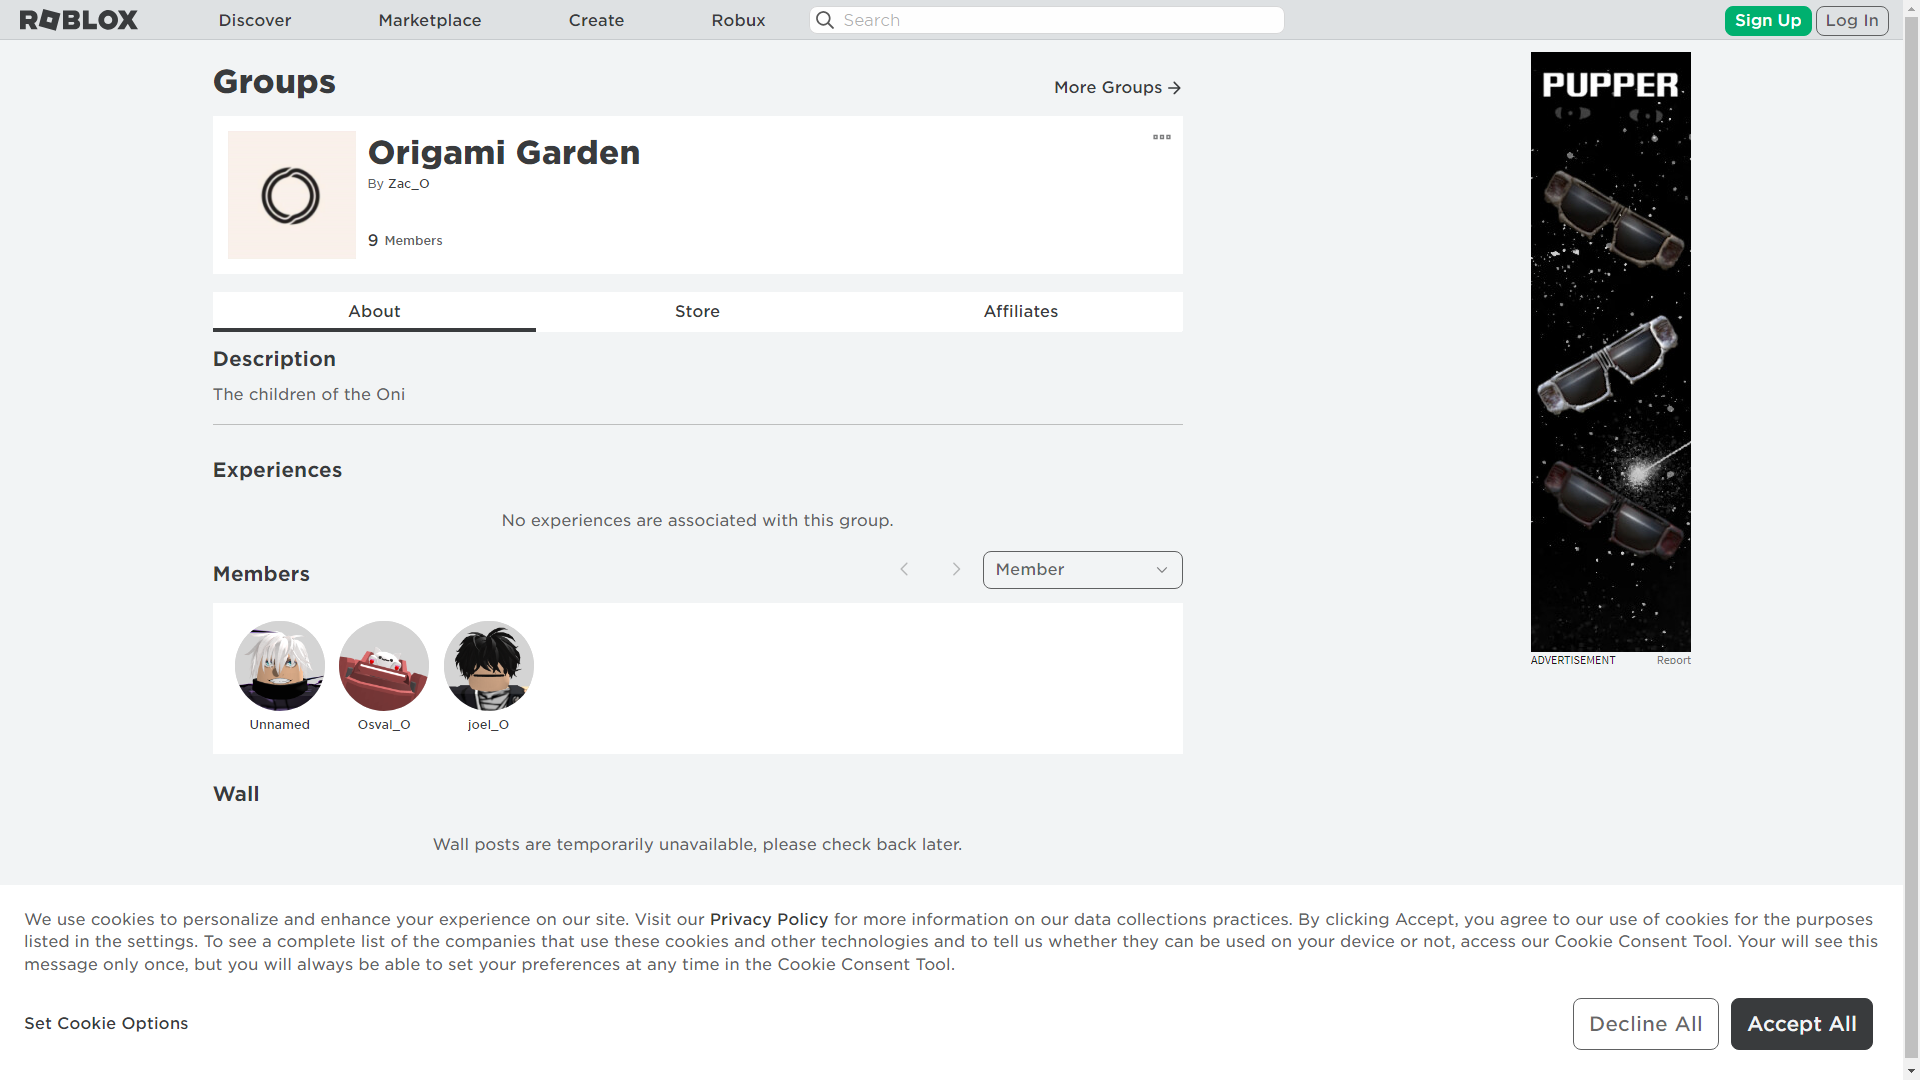 ROBLOX
Discover
Marketplace
Create
Robux
Search
Sign Up
Log In
Groups
More Groups
Origami Garden
By Zac_O
9 Members
About
Store
Affiliates
Description
The children of the Oni
Experiences
No experiences are associated with this group.
Members
Member
Unnamed
Osval_O
joel_O
Wall
Wall posts are temporarily unavailable, please check back later.
PUPPER
ADVERTISEMENT
Report
We use cookies to personalize and enhance your experience on our site. Visit our Privacy Policy for more information on our data collections practices. By clicking Accept, you agree to our use of cookies for the purposes
listed in the settings. To see a complete list of the companies that use these cookies and other technologies and to tell us whether they can be used on your device or not, access our Cookie Consent Tool. Your will see this
message only once, but you will always be able to set your preferences at any time in the Cookie Consent Tool.
Set Cookie Options
Decline All
Accept All